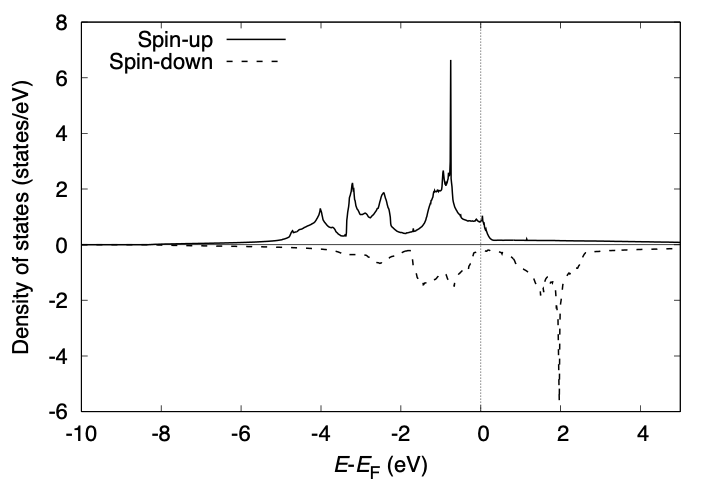 Spin-up
Spin-down
Density of states (states/eV)
8
6
4
2
0
-2
-4
-6
-10 -8 -6 -4 -2 0 2 4
E-EF (eV)